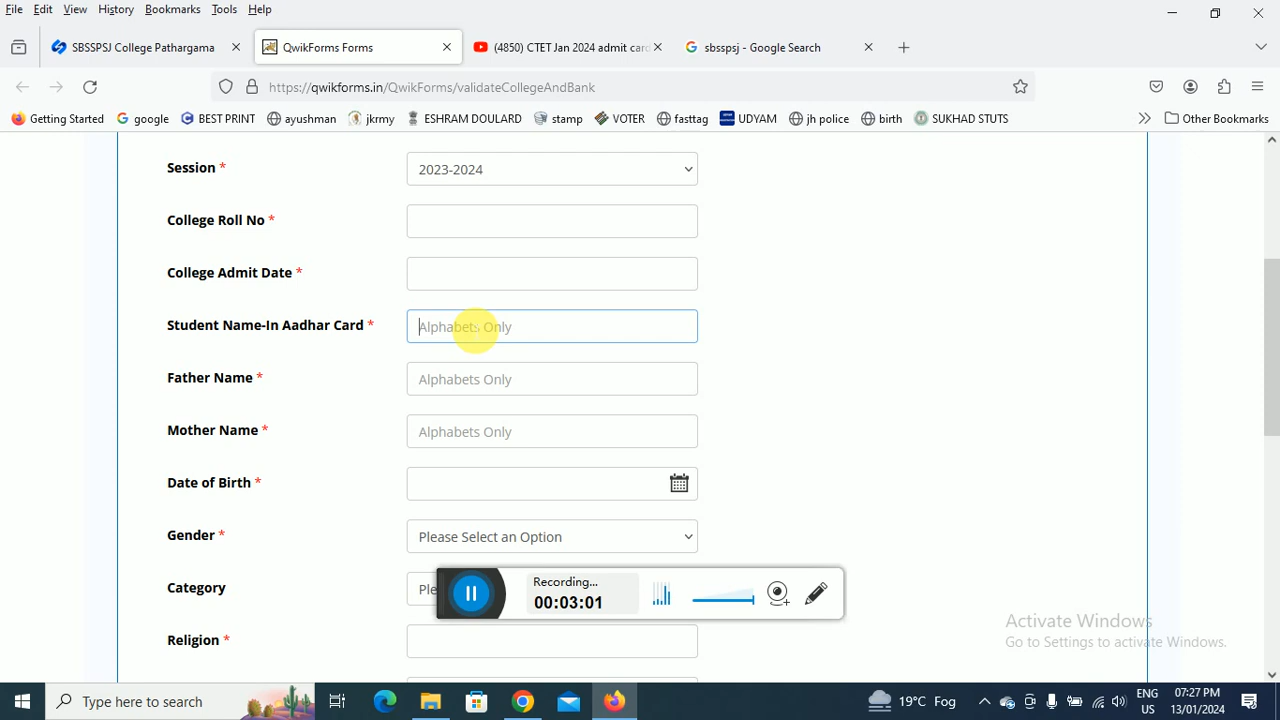 File Edit View History Bookmarks Tools Help
SBSSPSJ College Pathargama QwikForms Forms (4850) CTET Jan 2024 admit card sbsspsj - Google Search
https://qwikforms.in/QwikForms/validateCollegeAndBank
Getting Started google BEST PRINT ayushman jkrmy ESHRAM DOULARD stamp VOTER fasttag UDYAM jh police birth SUKHAD STUTS Other Bookmarks
Session * 2023-2024
College Roll No *
College Admit Date *
Student Name-In Aadhar Card * Alphabets Only
Father Name * Alphabets Only
Mother Name * Alphabets Only
Date of Birth *
Gender * Please Select an Option
Category Ple
Recording...
00:03:01
Religion *
Activate Windows
Go to Settings to activate Windows.
Type here to search 19°C Fog ENG US 07:27 PM 13/01/2024